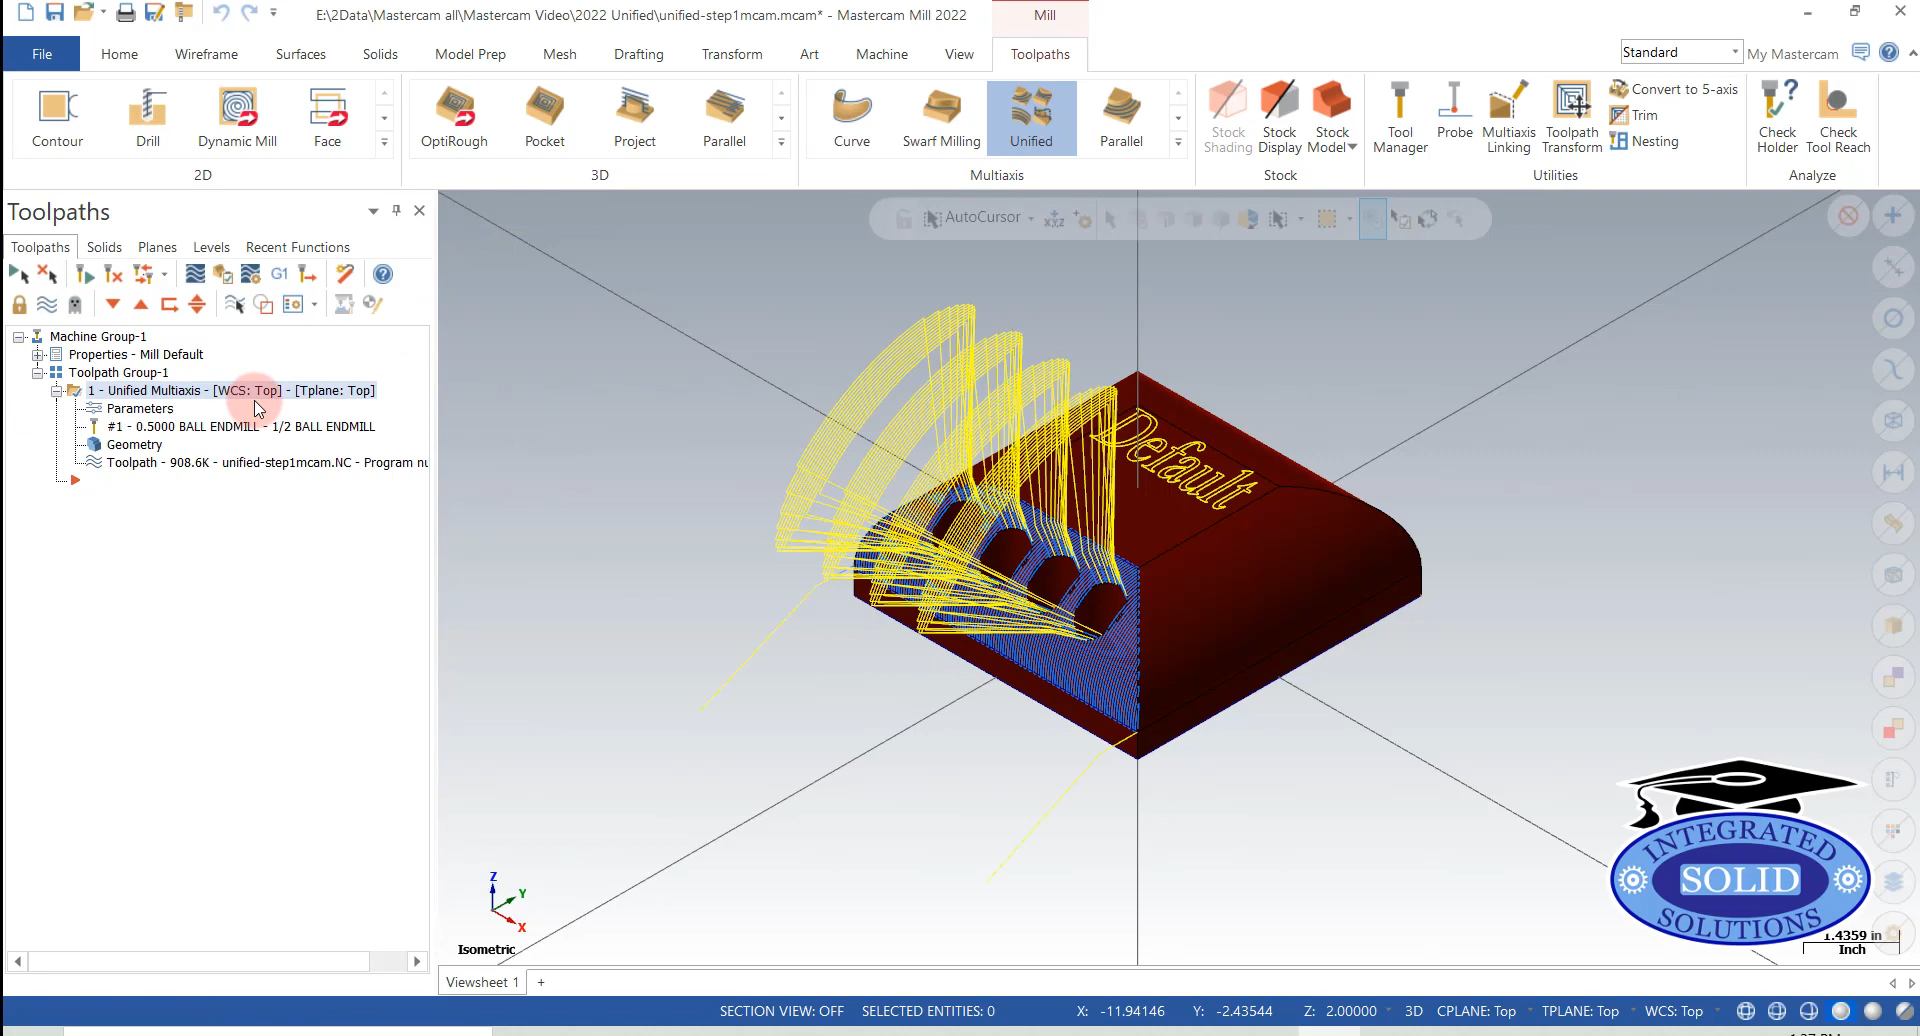 E:\2Data\Mastercam all\Mastercam Video\2022 Unified\unified-step1mcam.mcam* - Mastercam Mill 2022
Mill
File
Home
Wireframe
Surfaces
Solids
Model Prep
Mesh
Drafting
Transform
Art
Machine
View
Toolpaths
Standard
My Mastercam
Contour
Drill
Dynamic Mill
Face
OptiRough
Pocket
Project
Parallel
Curve
Swarf Milling
Unified
Parallel
Stock Shading
Stock Display
Stock Model
Tool Manager
Probe
Multiaxis Linking
Toolpath Transform
Convert to 5-axis
Trim
Nesting
Check Holder
Check Tool Reach
2D
3D
Multiaxis
Stock
Utilities
Analyze
Toolpaths
Toolpaths
Solids
Planes
Levels
Recent Functions
G1
AutoCursor
XYZ
Machine Group-1
Properties - Mill Default
Toolpath Group-1
1 - Unified Multiaxis - [WCS: Top] - [Tplane: Top]
Parameters
#1 - 0.5000 BALL ENDMILL - 1/2 BALL ENDMILL
Geometry
Toolpath - 908.6K - unified-step1mcam.NC - Program nu
Default
Z
Y
X
Isometric
INTEGRATED
SOLID
SOLUTIONS
1.4359 in
Inch
Viewsheet 1
+
SECTION VIEW: OFF
SELECTED ENTITIES: 0
X: -11.94146
Y: -2.43544
Z: 2.00000
3D
CPLANE: Top
TPLANE: Top
WCS: Top